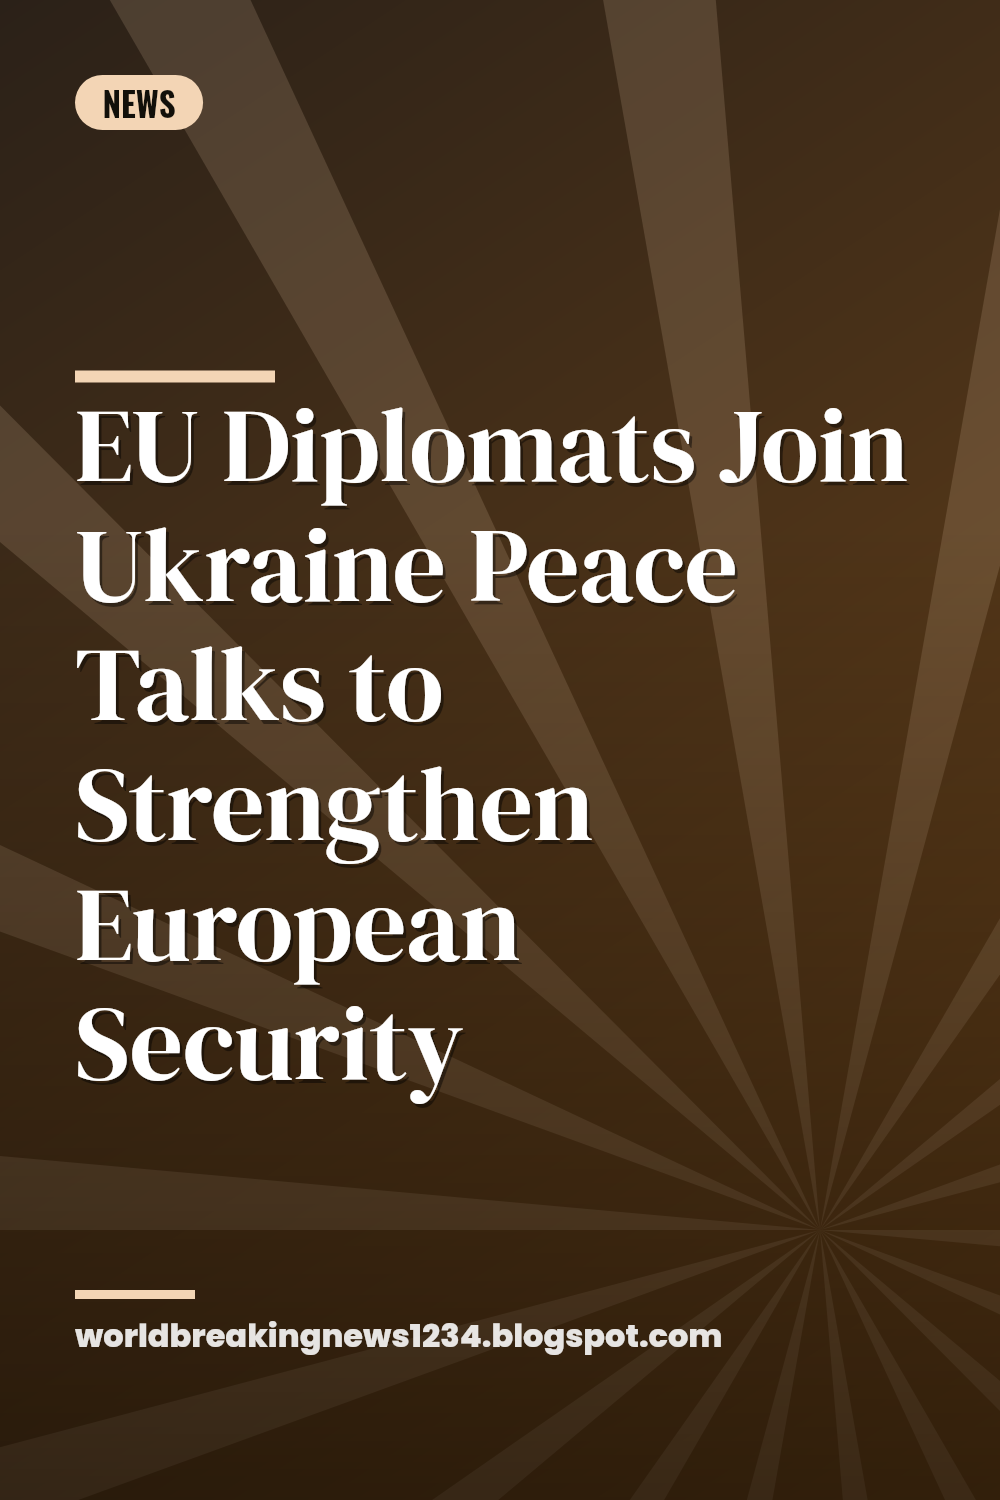 NEWS
EU Diplomats Join
Ukraine Peace
Talks to
Strengthen
European
Security
worldbreakingnews1234.blogspot.com